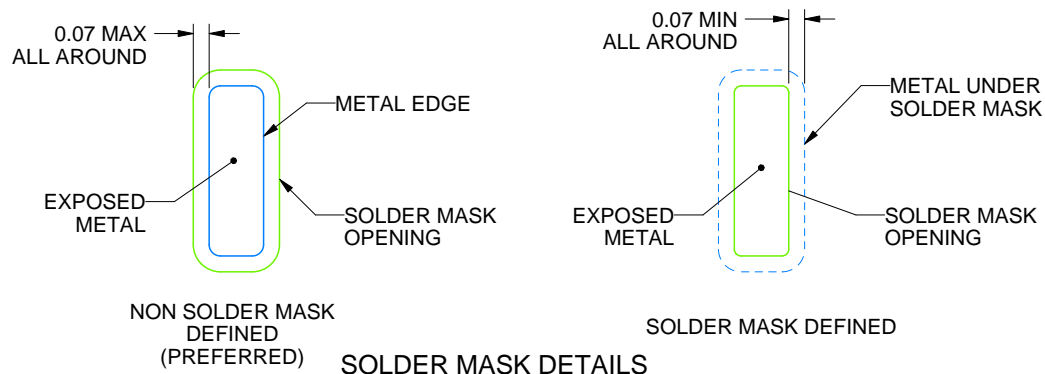 0.07 MAX
ALL AROUND
METAL EDGE
EXPOSED
METAL
SOLDER MASK
OPENING
NON SOLDER MASK
DEFINED
(PREFERRED)
0.07 MIN
ALL AROUND
METAL UNDER
SOLDER MASK
EXPOSED
METAL
SOLDER MASK
OPENING
SOLDER MASK DEFINED
SOLDER MASK DETAILS